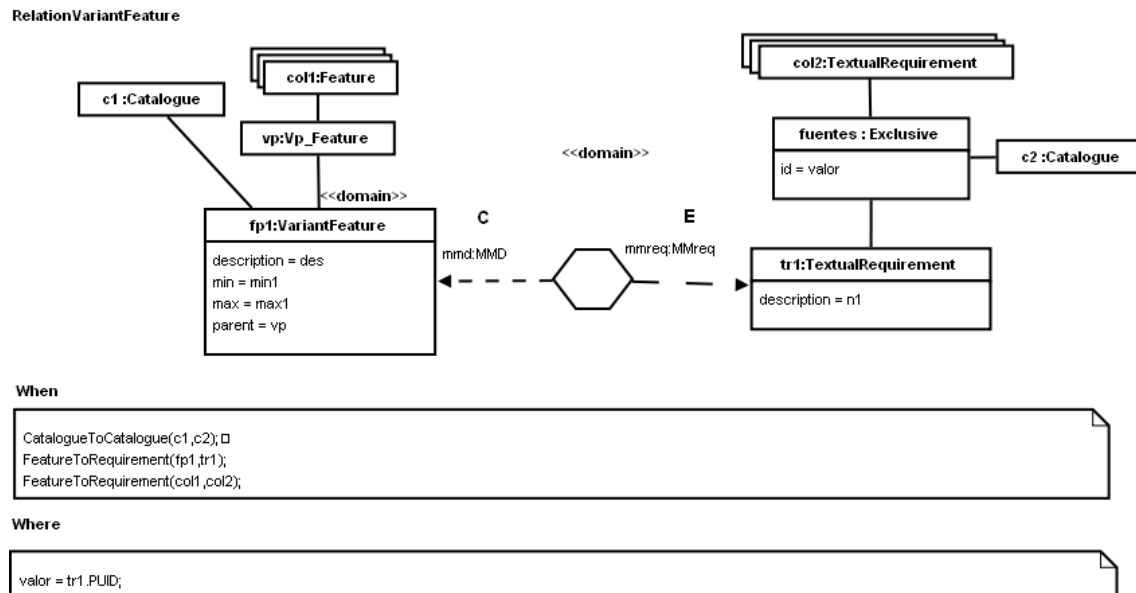 RelationVariantFeature
col1:Feature
c1 :Catalogue
vp:Vp_Feature
<<domain>>
fp1:VariantFeature
description = des
min = min1
max = max1
parent = vp
C
mmd:MMD
<<domain>>
E
mmreq:MMreq
col2:TextualRequirement
fuentes : Exclusive
id = valor
c2 :Catalogue
tr1:TextualRequirement
description = n1
When
CatalogueToCatalogue(c1,c2);
FeatureToRequirement(fp1,tr1);
FeatureToRequirement(col1,col2);
Where
valor = tr1.PUID;